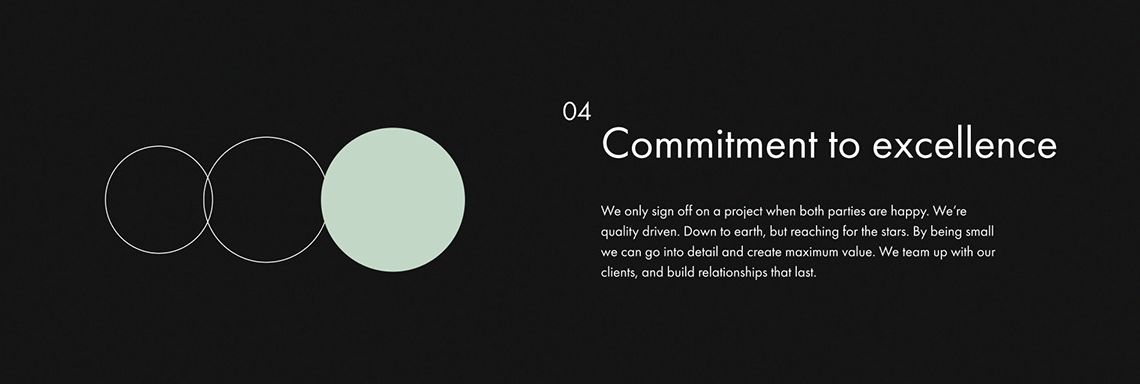 04
Commitment to excellence
We only sign off on a project when both parties are happy. We’re
quality driven. Down to earth, but reaching for the stars. By being small
we can go into detail and create maximum value. We team up with our
clients, and build relationships that last.